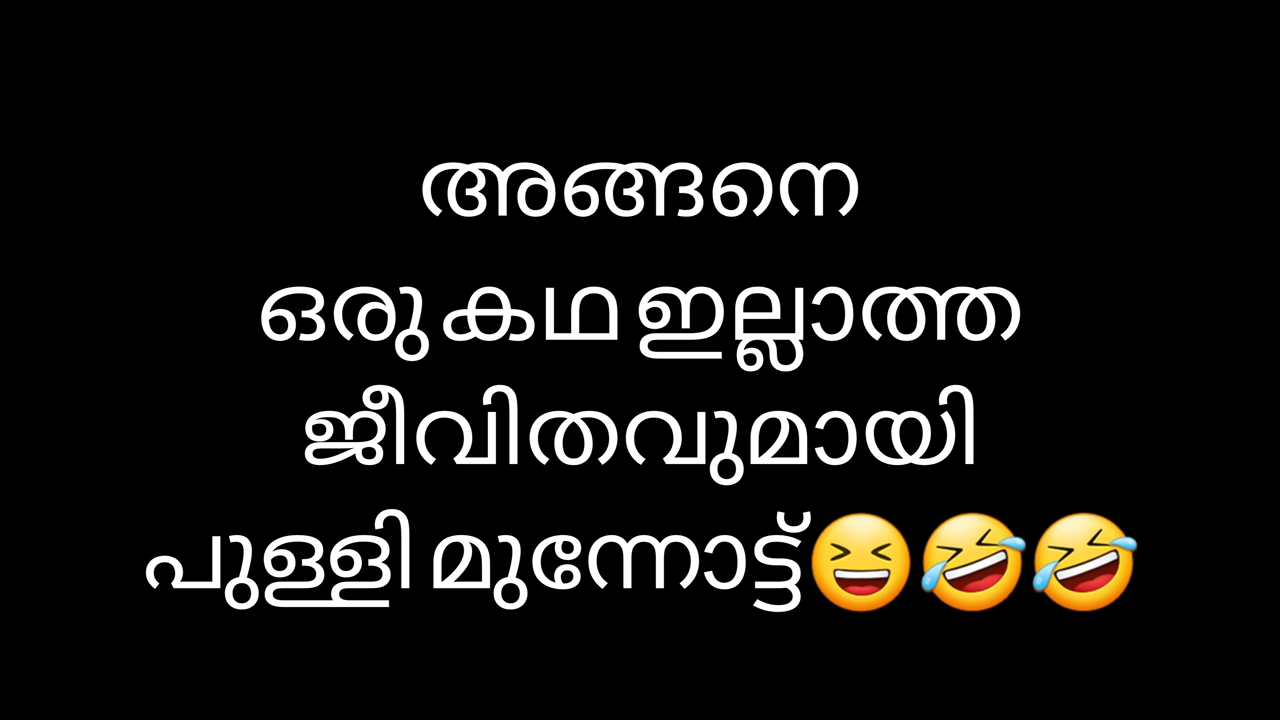 അങ്ങനെ
ഒരു കഥ ഇല്ലാത്ത
ജീവിതവുമായി
പുള്ളി മുന്നോട്ട്😆🤣🤣